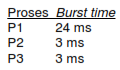 Proses Burst time
P1 24 ms
P2 3 ms
P3 3 ms